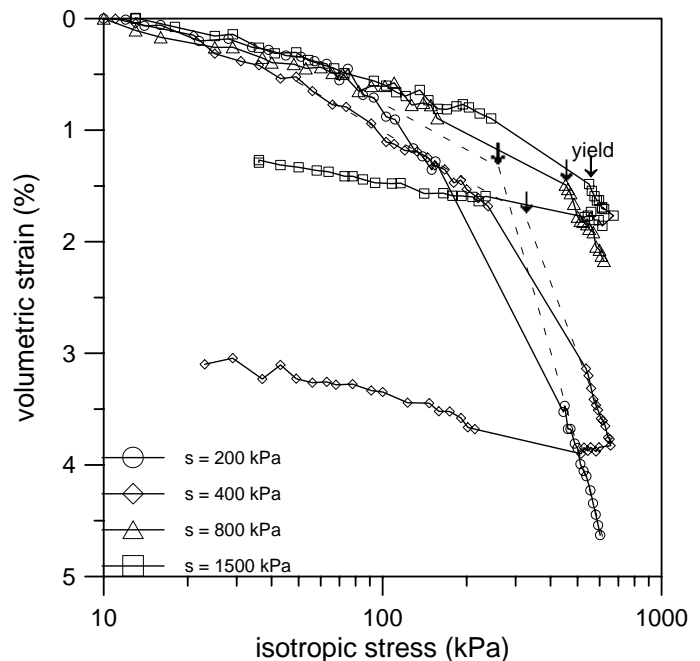 0
1
2
3
4
5
volumetric strain (%)
yield
s = 200 kPa
s = 400 kPa
s = 800 kPa
s = 1500 kPa
10 100 1000
isotropic stress (kPa)